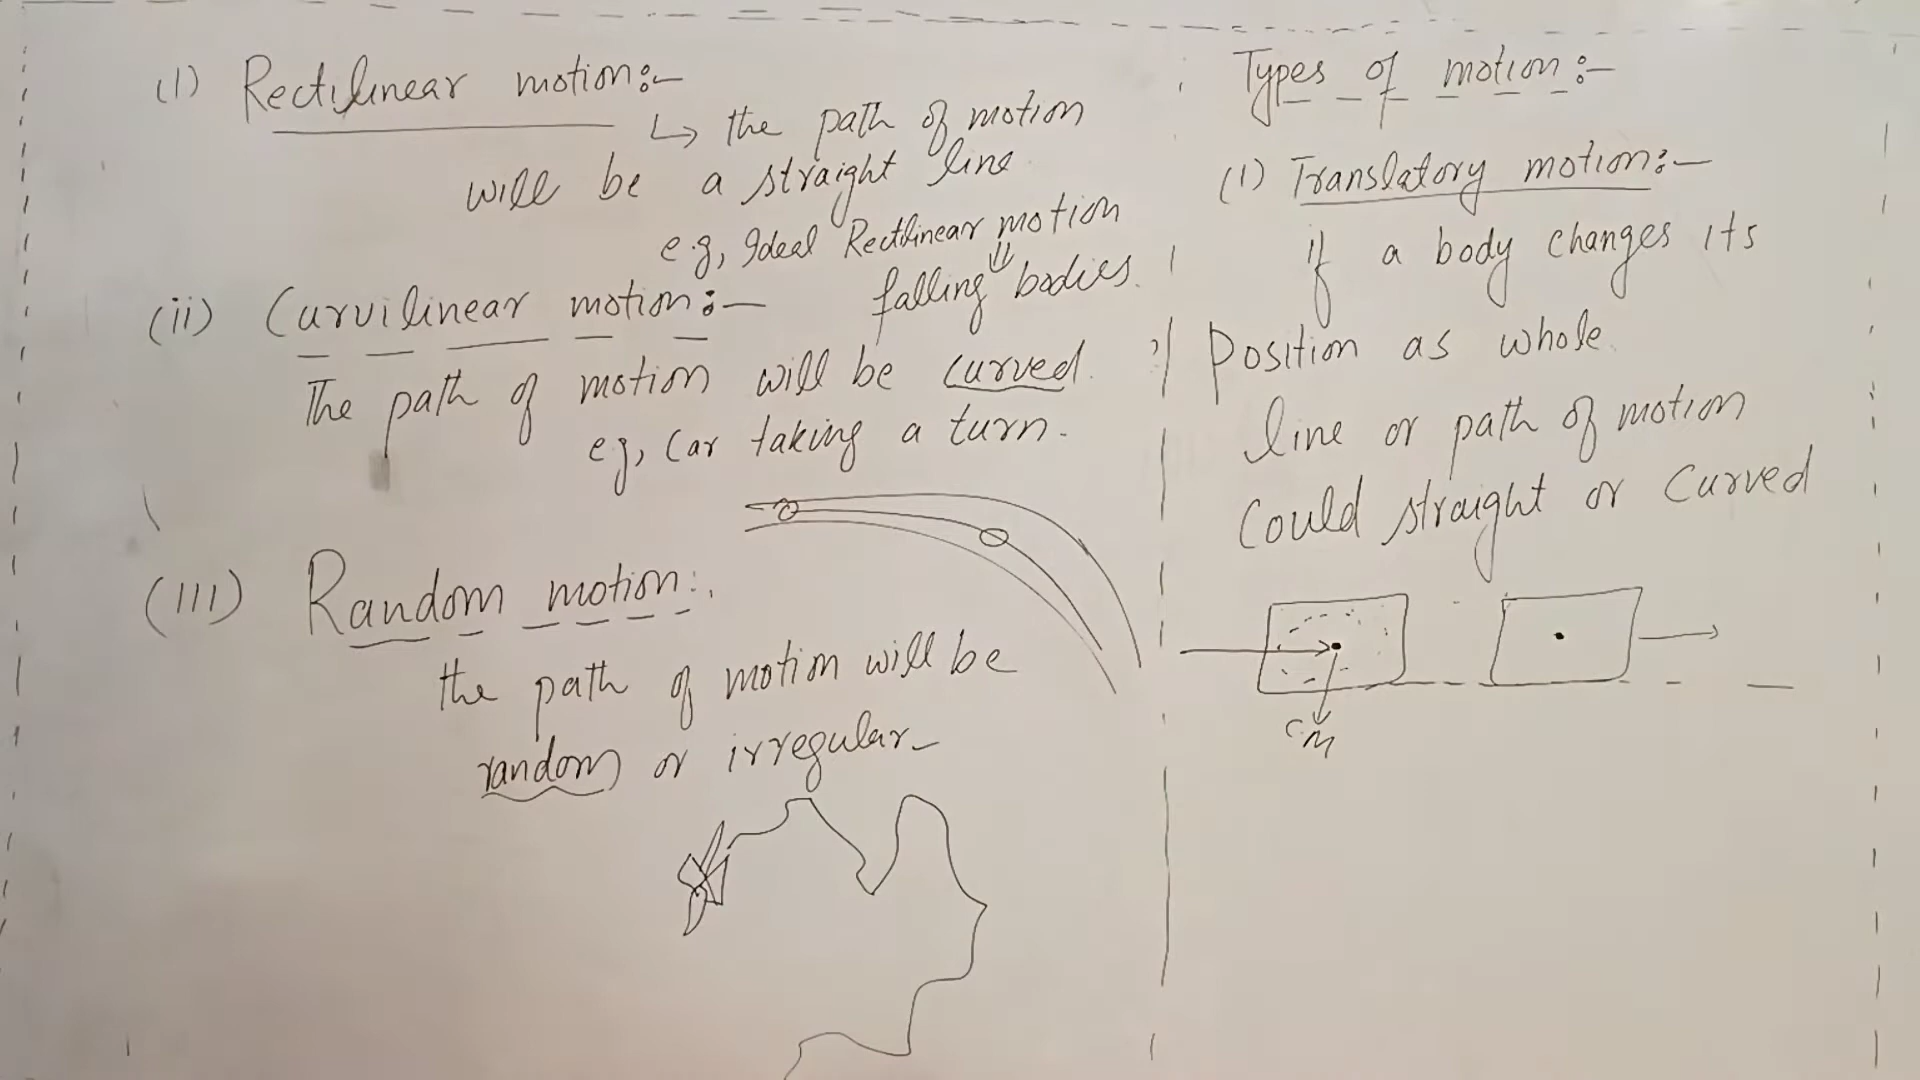 Types of motion:-
(1) Translatory motion:-
if a body changes its
Position as whole.
line or path of motion
Could straight or Curved
CM
(1) Rectilinear motion:-
↳ the path of motion
will be a straight line
e.g, Ideal Rectlinear motion
⇓
falling bodies.
(ii) Curvilinear motion:-
The path of motion will be curved.
eg, Car taking a turn.
(III) Random motion:.
the path of motion will be
random or irregular-